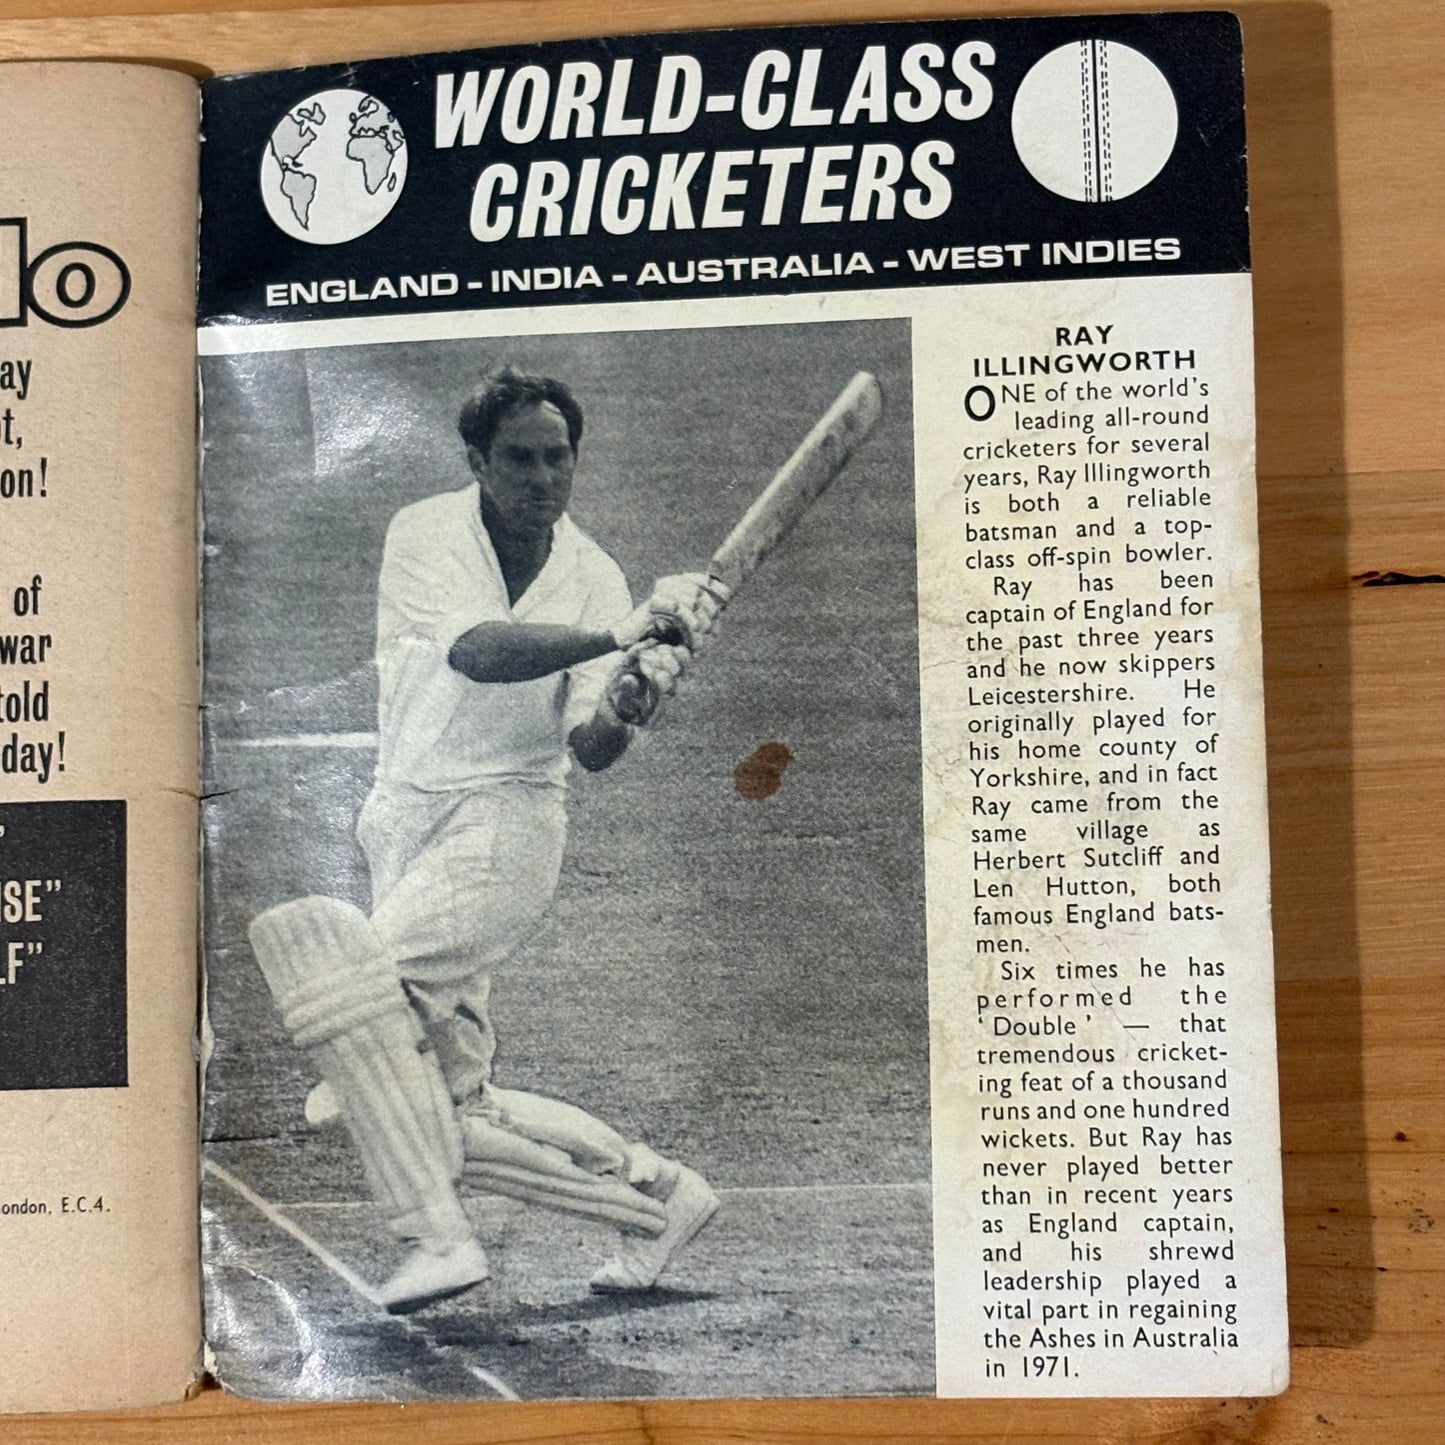 lo
ay
t,
on!
of
war
told
day!
"
ISE"
LF"
ondon, E.C.4.
WORLD-CLASS
CRICKETERS
ENGLAND - INDIA - AUSTRALIA - WEST INDIES
RAY
ILLINGWORTH
ONE of the world's
leading all-round
cricketers for several
years, Ray Illingworth
is both a reliable
batsman and a top-
class off-spin bowler.
Ray has been
captain of England for
the past three years
and he now skippers
Leicestershire. He
originally played for
his home county of
Yorkshire, and in fact
Ray came from the
same village as
Herbert Sutcliff and
Len Hutton, both
famous England bats-
men.
Six times he has
performed the
'Double' — that
tremendous cricket-
ing feat of a thousand
runs and one hundred
wickets. But Ray has
never played better
than in recent years
as England captain,
and his shrewd
leadership played a
vital part in regaining
the Ashes in Australia
in 1971.